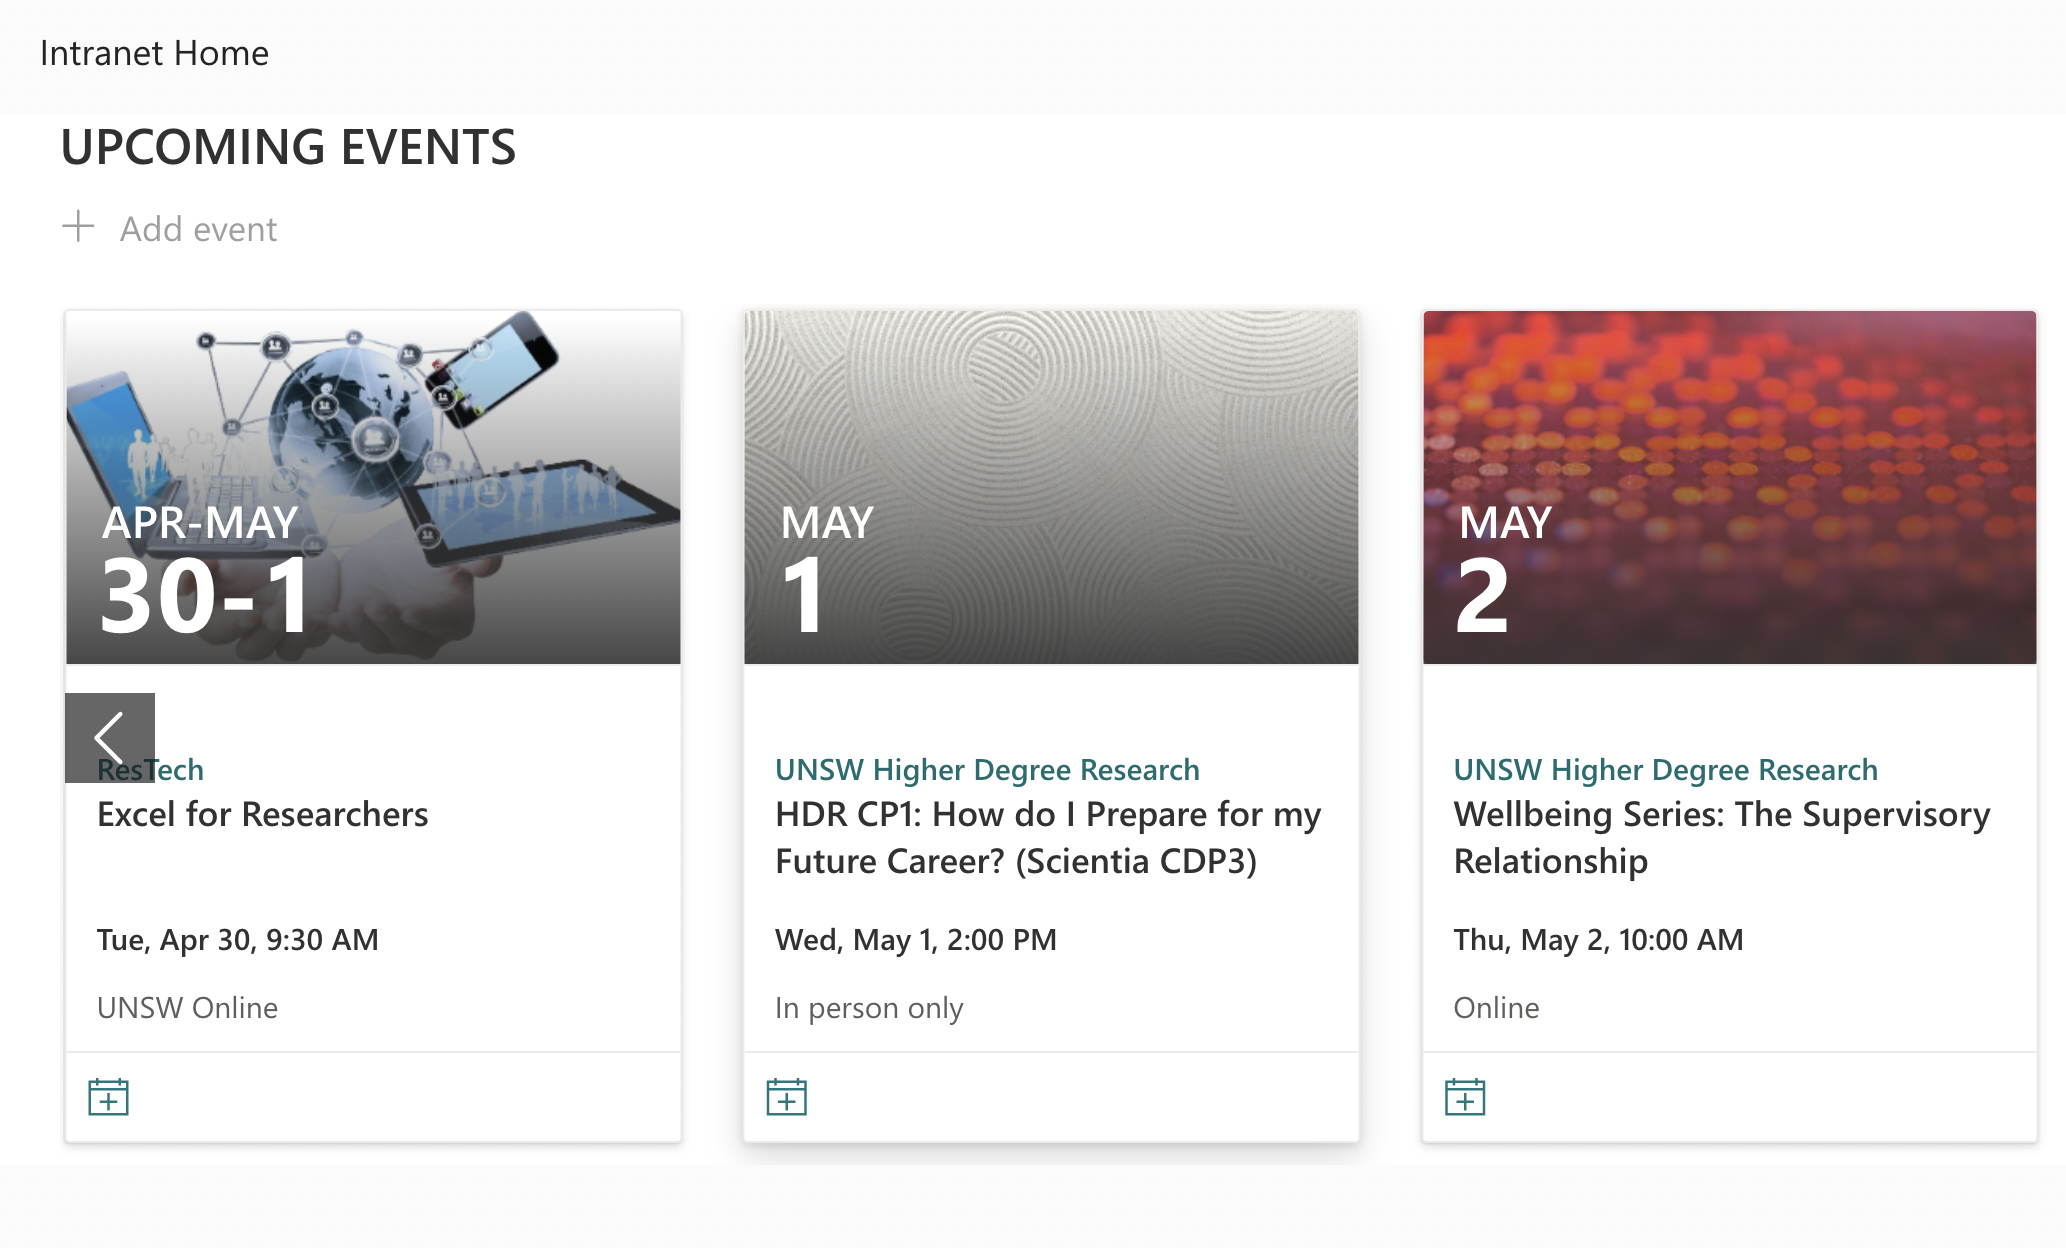 Intranet Home
UPCOMING EVENTS
Add event
APR-MAY
30-1
ResTech
Excel for Researchers
Tue, Apr 30, 9:30 AM
UNSW Online
MAY
1
UNSW Higher Degree Research
HDR CP1: How do I Prepare for my
Future Career? (Scientia CDP3)
Wed, May 1, 2:00 PM
In person only
MAY
2
UNSW Higher Degree Research
Wellbeing Series: The Supervisory
Relationship
Thu, May 2, 10:00 AM
Online